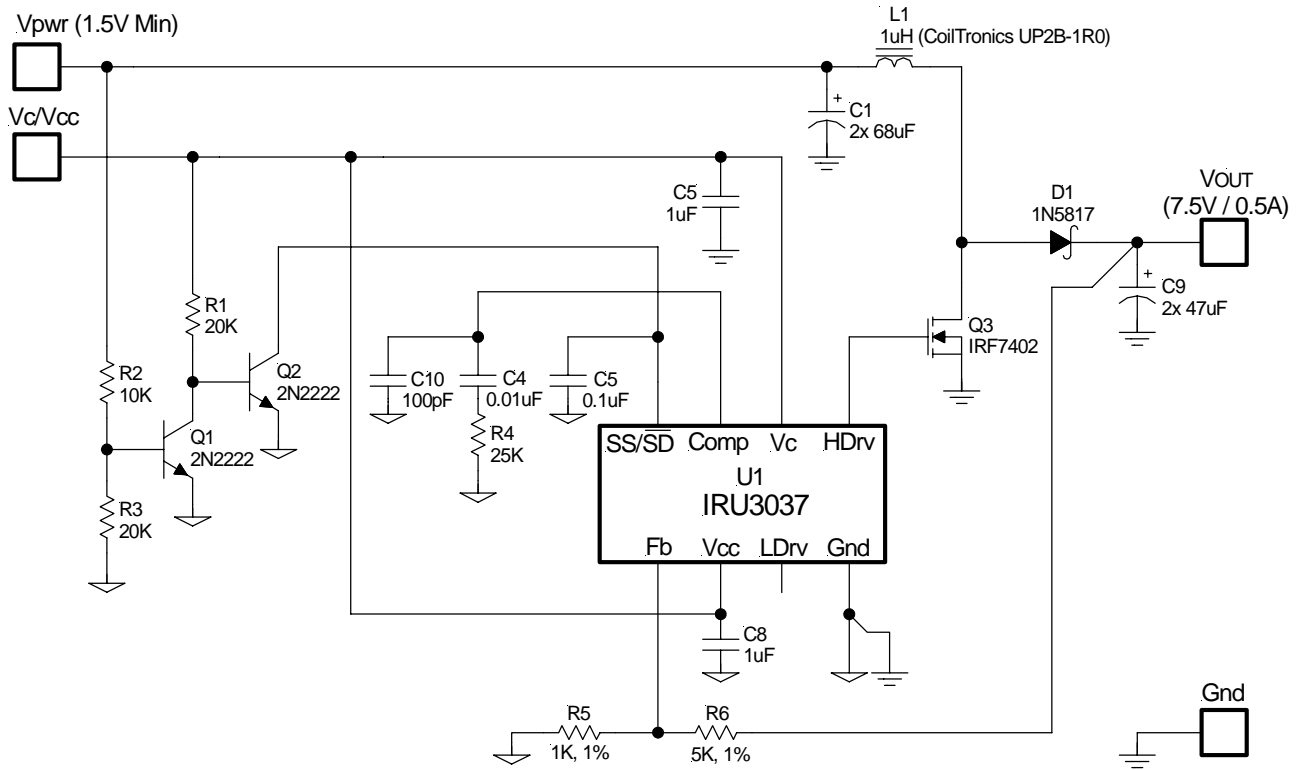 Vpwr (1.5V Min)
L1
1uH (CoilTronics UP2B-1R0)
C1
2x 68uF
Vc/Vcc
C5
1uF
D1
1N5817
VOUT
(7.5V / 0.5A)
C9
2x 47uF
R1
20K
Q3
IRF7402
R2
10K
Q2
2N2222
C10
100pF
C4
0.01uF
C5
0.1uF
R4
25K
Q1
2N2222
R3
20K
SS/SD
Comp
Vc
HDrv
U1
IRU3037
Fb
Vcc
LDrv
Gnd
C8
1uF
R5
1K, 1%
R6
5K, 1%
Gnd